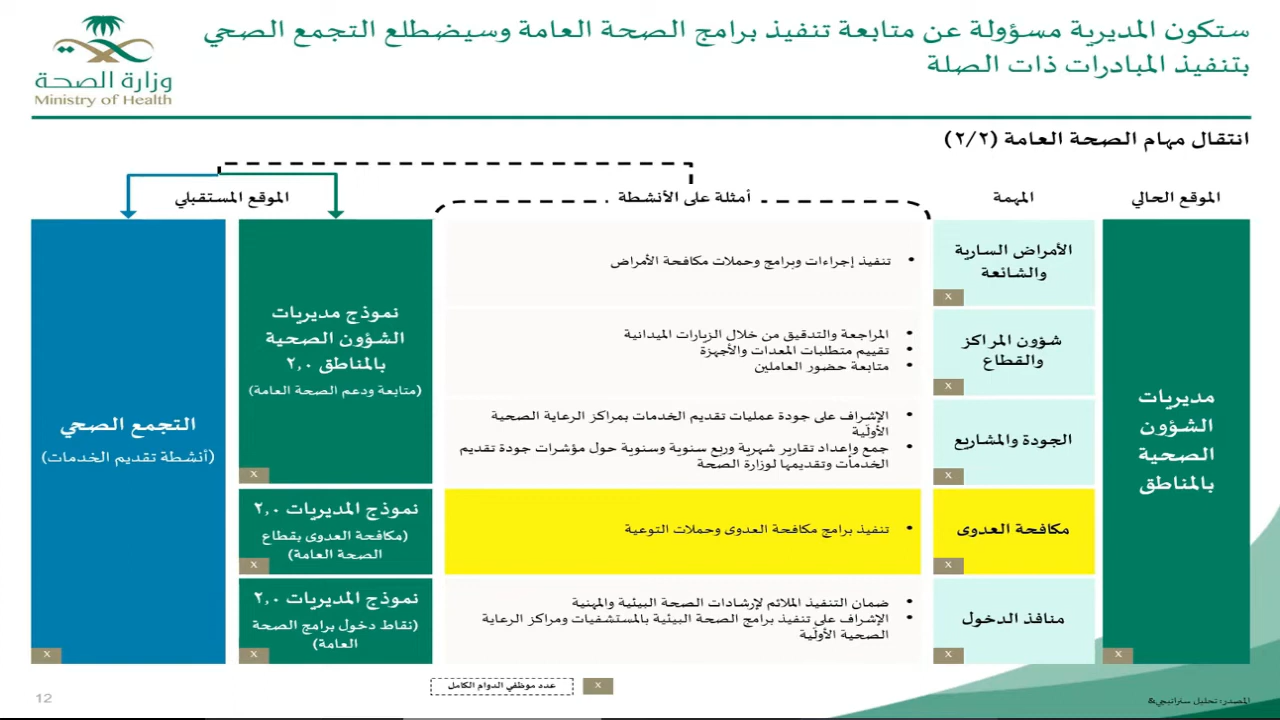 ستكون المديرية مسؤولة عن متابعة تنفيذ برامج الصحة العامة وسيضطلع التجمع الصحي
بتنفيذ المبادرات ذات الصلة
وزارة الصحة
Ministry of Health
انتقال مهام الصحة العامة (٢/٢)
الموقع الحالي
المهمة
أمثلة على الأنشطة
الموقع المستقبلي
مديريات
الشؤون
الصحية
بالمناطق
X
الأمراض السارية
والشائعة
X
• تنفيذ إجراءات وبرامج وحملات مكافحة الأمراض
شؤون المراكز
والقطاع
X
• المراجعة والتدقيق من خلال الزيارات الميدانية
• تقييم متطلبات المعدات والأجهزة
• متابعة حضور العاملين
الجودة والمشاريع
X
• الإشراف على جودة عمليات تقديم الخدمات بمراكز الرعاية الصحية
الأولية
• جمع وإعداد تقارير شهرية وربع سنوية وسنوية حول مؤشرات جودة تقديم
الخدمات وتقديمها لوزارة الصحة
مكافحة العدوى
X
• تنفيذ برامج مكافحة العدوى وحملات التوعية
منافذ الدخول
X
• ضمان التنفيذ الملائم لإرشادات الصحة البيئية والمهنية
• الإشراف على تنفيذ برامج الصحة البيئية بالمستشفيات ومراكز الرعاية
الصحية الأولية
نموذج مديريات
الشؤون الصحية
بالمناطق ٢,٠
(متابعة ودعم الصحة العامة)
X
نموذج المديريات ٢,٠
(مكافحة العدوى بقطاع
الصحة العامة)
X
نموذج المديريات ٢,٠
(نقاط دخول برامج الصحة
العامة)
X
التجمع الصحي
(أنشطة تقديم الخدمات)
X
X عدد موظفي الدوام الكامل
المصدر: تحليل ستراتيجي&
12